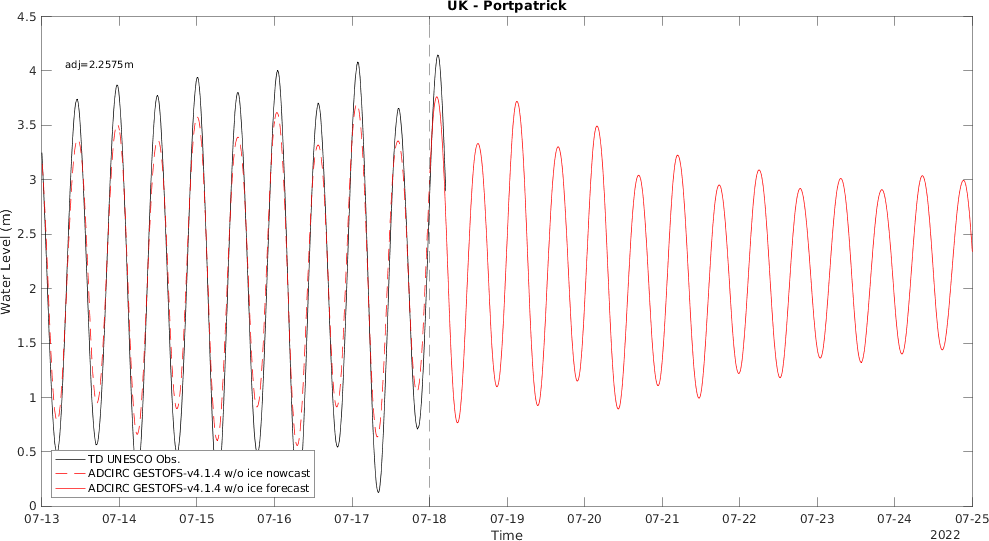 UK - Portpatrick
adj=2.2575m
Water Level (m)
4.5
4
3.5
3
2.5
2
1.5
1
0.5
0
TD UNESCO Obs.
ADCIRC GESTOFS-v4.1.4 w/o ice nowcast
ADCIRC GESTOFS-v4.1.4 w/o ice forecast
07-13 07-14 07-15 07-16 07-17 07-18 07-19 07-20 07-21 07-22 07-23 07-24 07-25
Time
2022